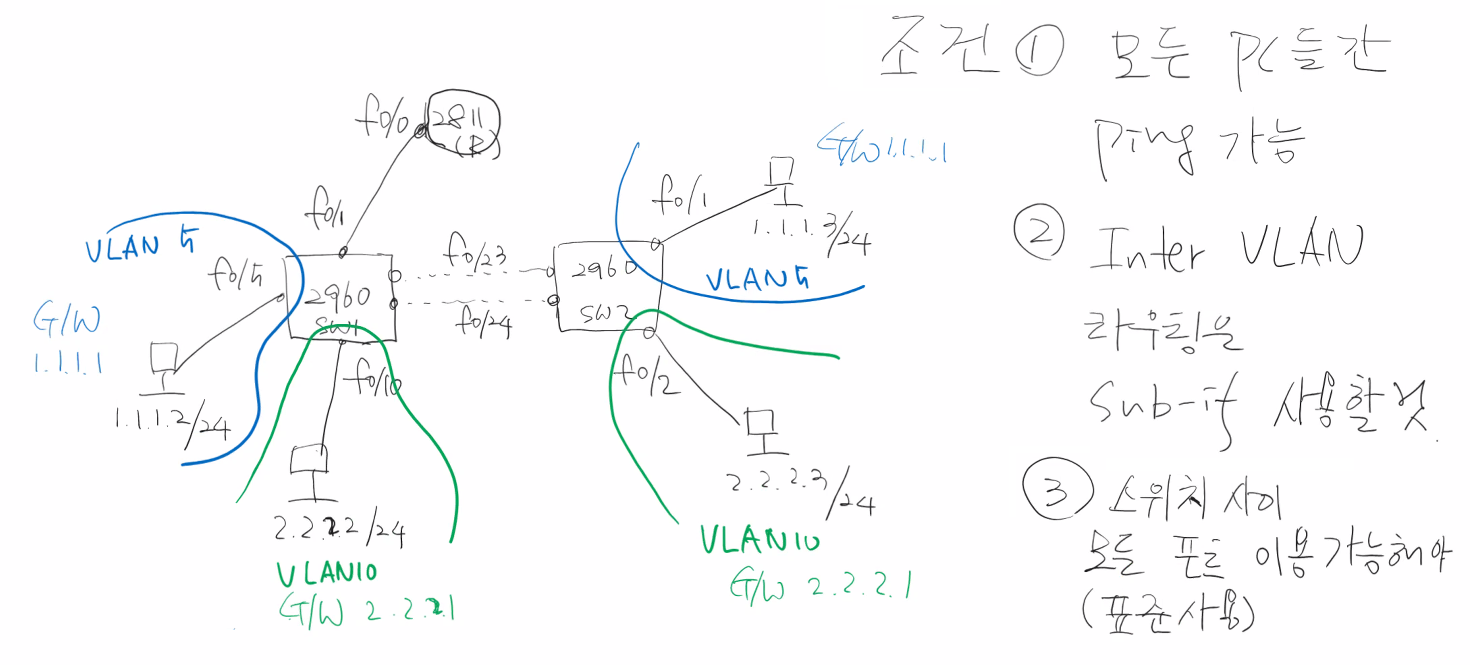 조건 ① 모든 PC들간
Ping 가능
② Inter VLAN
라우팅은
Sub-if 사용할 것.
③ 스위치 사이
모든 포트 이용가능해야
(표준사용)
f0/0
2811
(R)
f0/1
VLAN 5
f0/5
G/W
1.1.1.1
1.1.1.2/24
2960
SW1
f0/10
2.2.2.2/24
VLAN10
G/W 2.2.2.1
f0/23
f0/24
2960
SW2
f0/1
G/W 1.1.1.1
1.1.1.3/24
VLAN5
f0/2
2.2.2.3/24
VLAN10
G/W 2.2.2.1